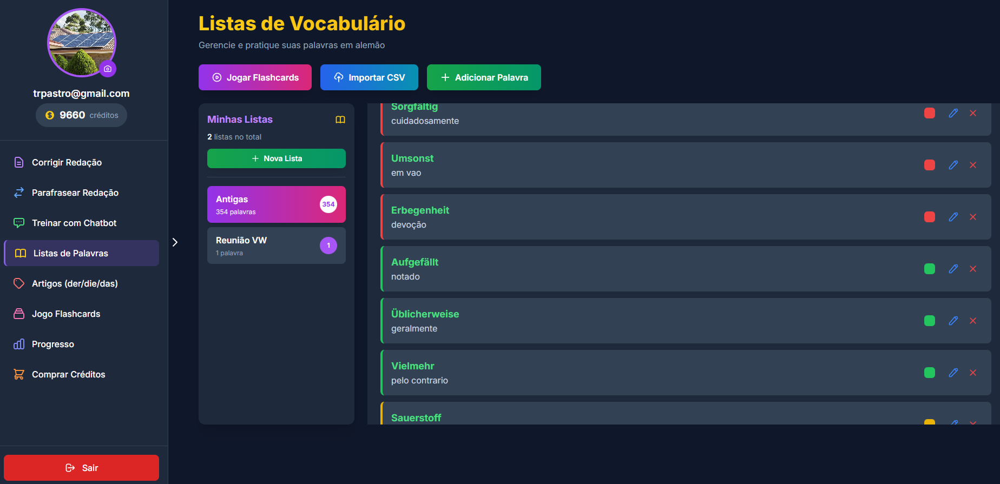 trpastro@gmail.com
9660 créditos
Corrigir Redação
Parafrasear Redação
Treinar com Chatbot
Listas de Palavras
Artigos (der/die/das)
Jogo Flashcards
Progresso
Comprar Créditos
Sair
Listas de Vocabulário
Gerencie e pratique suas palavras em alemão
Jogar Flashcards
Importar CSV
Adicionar Palavra
Minhas Listas
2 listas no total
Nova Lista
Antigas
354 palavras
354
Reunião VW
1 palavra
1
Sorgfältig
cuidadosamente
Umsonst
em vao
Erbegenheit
devoção
Aufgefällt
notado
Üblicherweise
geralmente
Vielmehr
pelo contrario
Sauerstoff